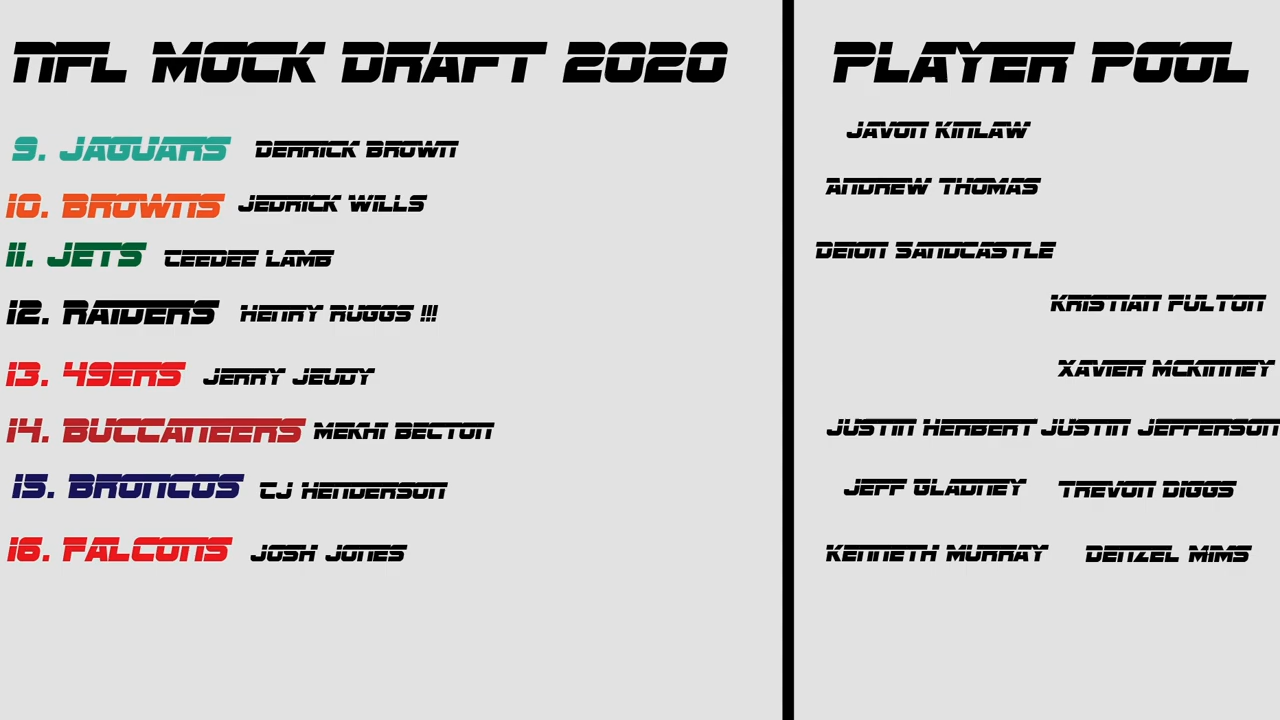 NFL MOCK DRAFT 2020
9. JAGUARS DERRICK BROWN
10. BROWNS JEDRICK WILLS
11. JETS CEEDEE LAMB
12. RAIDERS HENRY RUGGS !!!
13. 49ERS JERRY JEUDY
14. BUCCANEERS MEKHI BECTON
15. BRONCOS CJ HENDERSON
16. FALCONS JOSH JONES
PLAYER POOL
JAVON KINLAW
ANDREW THOMAS
DEION SANDCASTLE
KRISTIAN FULTON
XAVIER MCKINNEY
JUSTIN HERBERT JUSTIN JEFFERSON
JEFF GLADNEY TREVON DIGGS
KENNETH MURRAY DENZEL MIMS